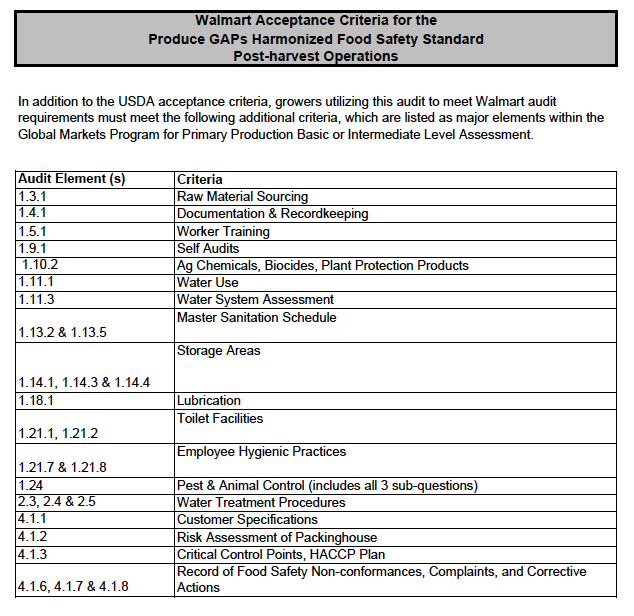 Walmart Acceptance Criteria for the
Produce GAPs Harmonized Food Safety Standard
Post-harvest Operations
In addition to the USDA acceptance criteria, growers utilizing this audit to meet Walmart audit
requirements must meet the following additional criteria, which are listed as major elements within the
Global Markets Program for Primary Production Basic or Intermediate Level Assessment.
Audit Element (s) Criteria
1.3.1 Raw Material Sourcing
1.4.1 Documentation & Recordkeeping
1.5.1 Worker Training
1.9.1 Self Audits
1.10.2 Ag Chemicals, Biocides, Plant Protection Products
1.11.1 Water Use
1.11.3 Water System Assessment
Master Sanitation Schedule
1.13.2 & 1.13.5
Storage Areas
1.14.1, 1.14.3 & 1.14.4
1.18.1 Lubrication
Toilet Facilities
1.21.1, 1.21.2
Employee Hygienic Practices
1.21.7 & 1.21.8
1.24 Pest & Animal Control (includes all 3 sub-questions)
2.3, 2.4 & 2.5 Water Treatment Procedures
4.1.1 Customer Specifications
4.1.2 Risk Assessment of Packinghouse
4.1.3 Critical Control Points, HACCP Plan
Record of Food Safety Non-conformances, Complaints, and Corrective
4.1.6, 4.1.7 & 4.1.8 Actions